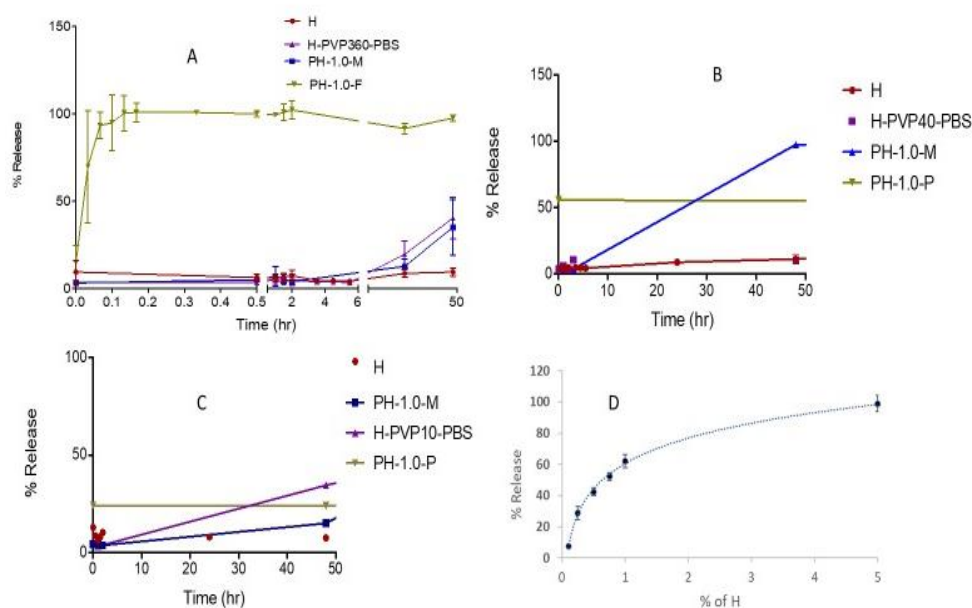 A
H
H-PVP360-PBS
PH-1.0-M
PH-1.0-F
% Release
150
100
50
0
0.0 0.1 0.2 0.3 0.4 0.5 2 4 6 50
Time (hr)
B
H
H-PVP40-PBS
PH-1.0-M
PH-1.0-P
% Release
150
100
50
0
0 10 20 30 40 50
Time (hr)
C
H
PH-1.0-M
H-PVP10-PBS
PH-1.0-P
% Release
100
50
0
0 10 20 30 40 50
Time (hr)
D
% Release
120
100
80
60
40
20
0
0 1 2 3 4 5
% of H